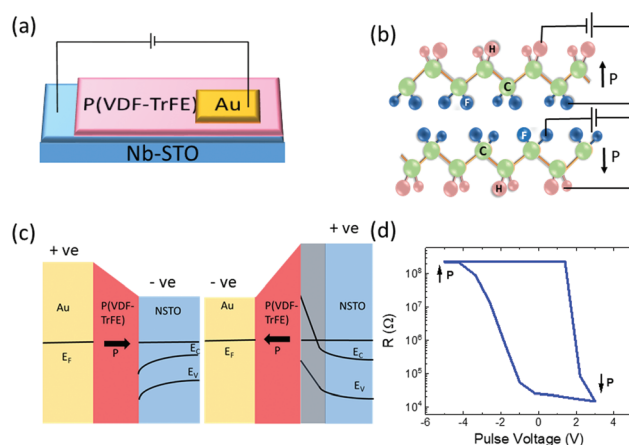 (a)
P(VDF-TrFE)
Au
Nb-STO
(b)
H
C
F
P
F
C
H
P
(c)
+ ve
Au
E_F
P(VDF-
TrFE)
P
- ve
NSTO
E_C
E_V
- ve
Au
E_F
P(VDF-
TrFE)
P
+ ve
NSTO
E_C
E_V
(d)
R (Ω)
10^8
10^7
10^6
10^5
10^4
P
P
-6 -4 -2 0 2 4
Pulse Voltage (V)